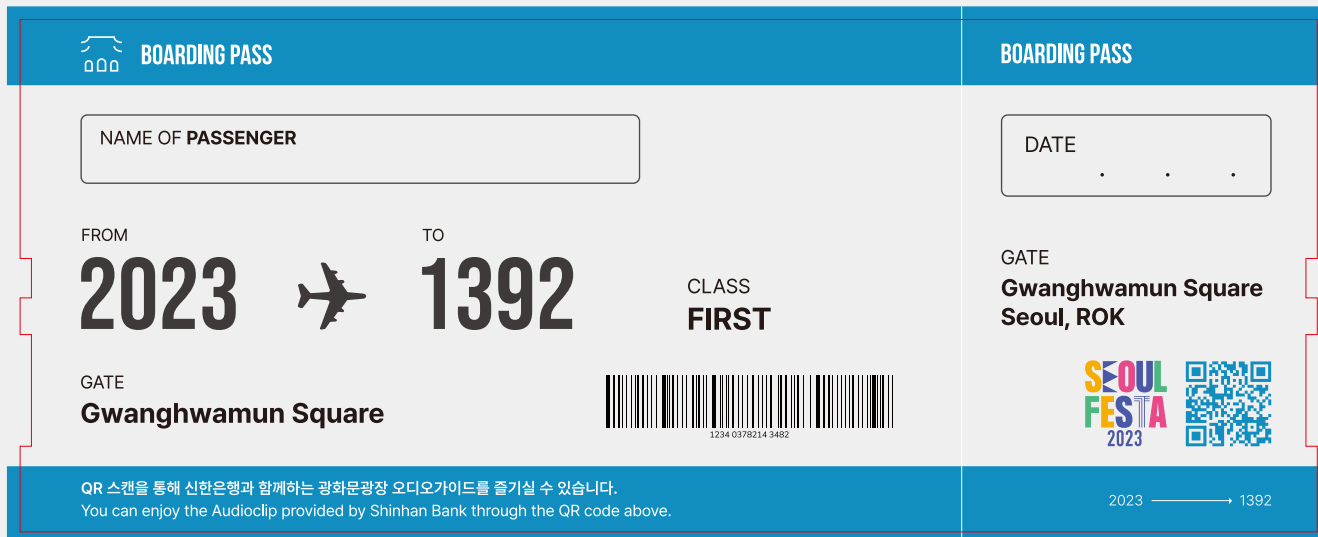 BOARDING PASS
NAME OF PASSENGER
FROM
2023
TO
1392
CLASS
FIRST
GATE
Gwanghwamun Square
1234 0378214 3482
QR 스캔을 통해 신한은행과 함께하는 광화문광장 오디오가이드를 즐기실 수 있습니다.
You can enjoy the Audioclip provided by Shinhan Bank through the QR code above.
BOARDING PASS
DATE
. . .
GATE
Gwanghwamun Square
Seoul, ROK
SEOUL
FESTA
2023
2023 → 1392